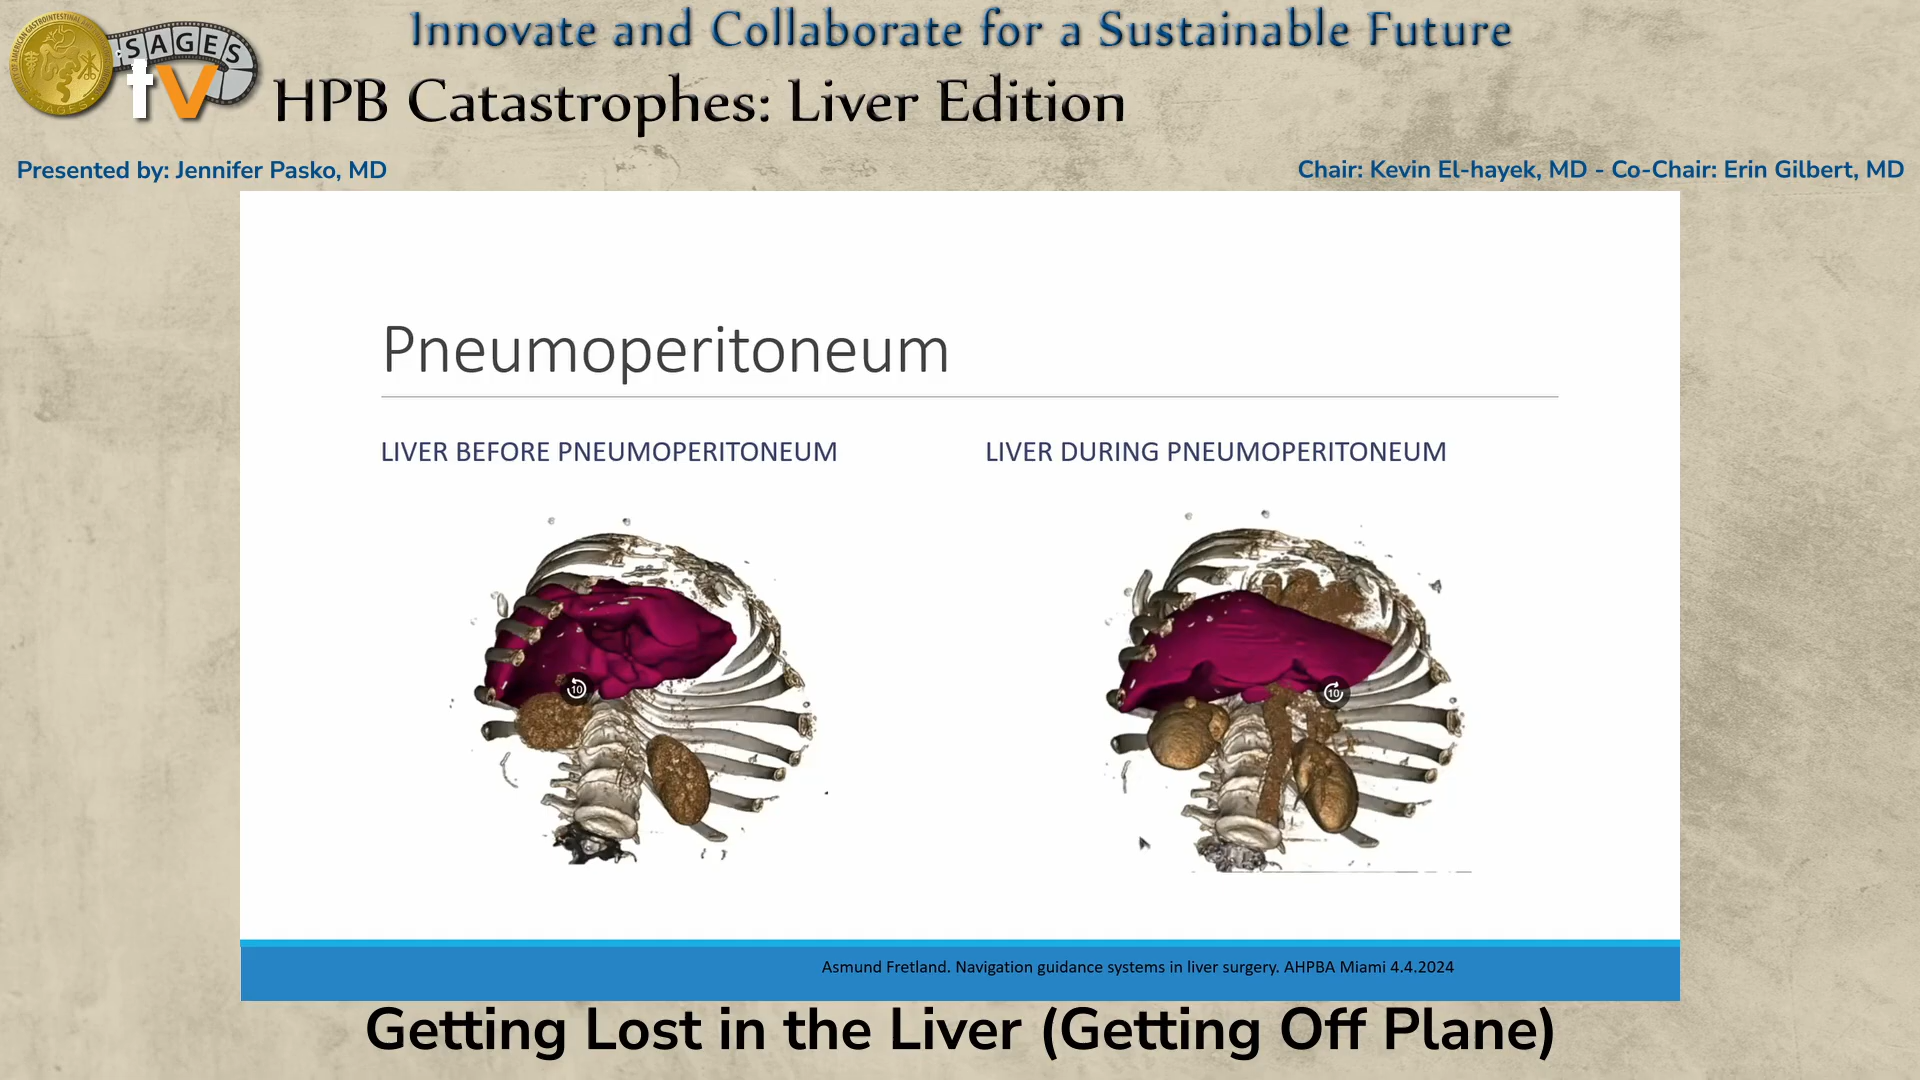 Innovate and Collaborate for a Sustainable Future
SAGES
tv
HPB Catastrophes: Liver Edition
Presented by: Jennifer Pasko, MD
Chair: Kevin El-hayek, MD - Co-Chair: Erin Gilbert, MD
Pneumoperitoneum
LIVER BEFORE PNEUMOPERITONEUM
LIVER DURING PNEUMOPERITONEUM
10
10
Asmund Fretland. Navigation guidance systems in liver surgery. AHPBA Miami 4.4.2024
Getting Lost in the Liver (Getting Off Plane)